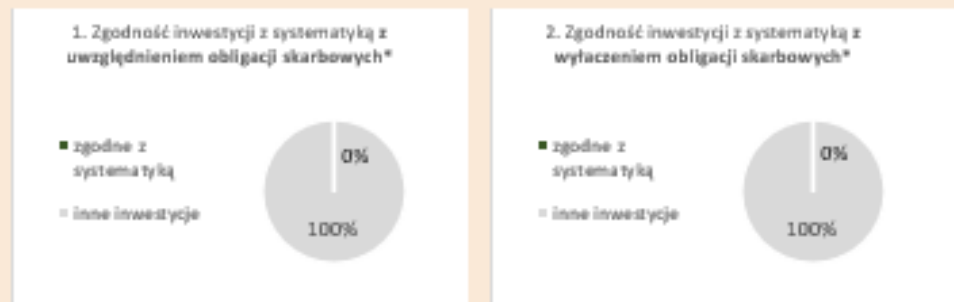 1. Zgodność inwestycji z systematyką z
uwzględnieniem obligacji skarbowych*
zgodne z
systematyką
inne inwestycje
0%
100%
2. Zgodność inwestycji z systematyką z
wyłaczeniem obligacji skarbowych*
zgodne z
systematyką
inne inwestycje
0%
100%